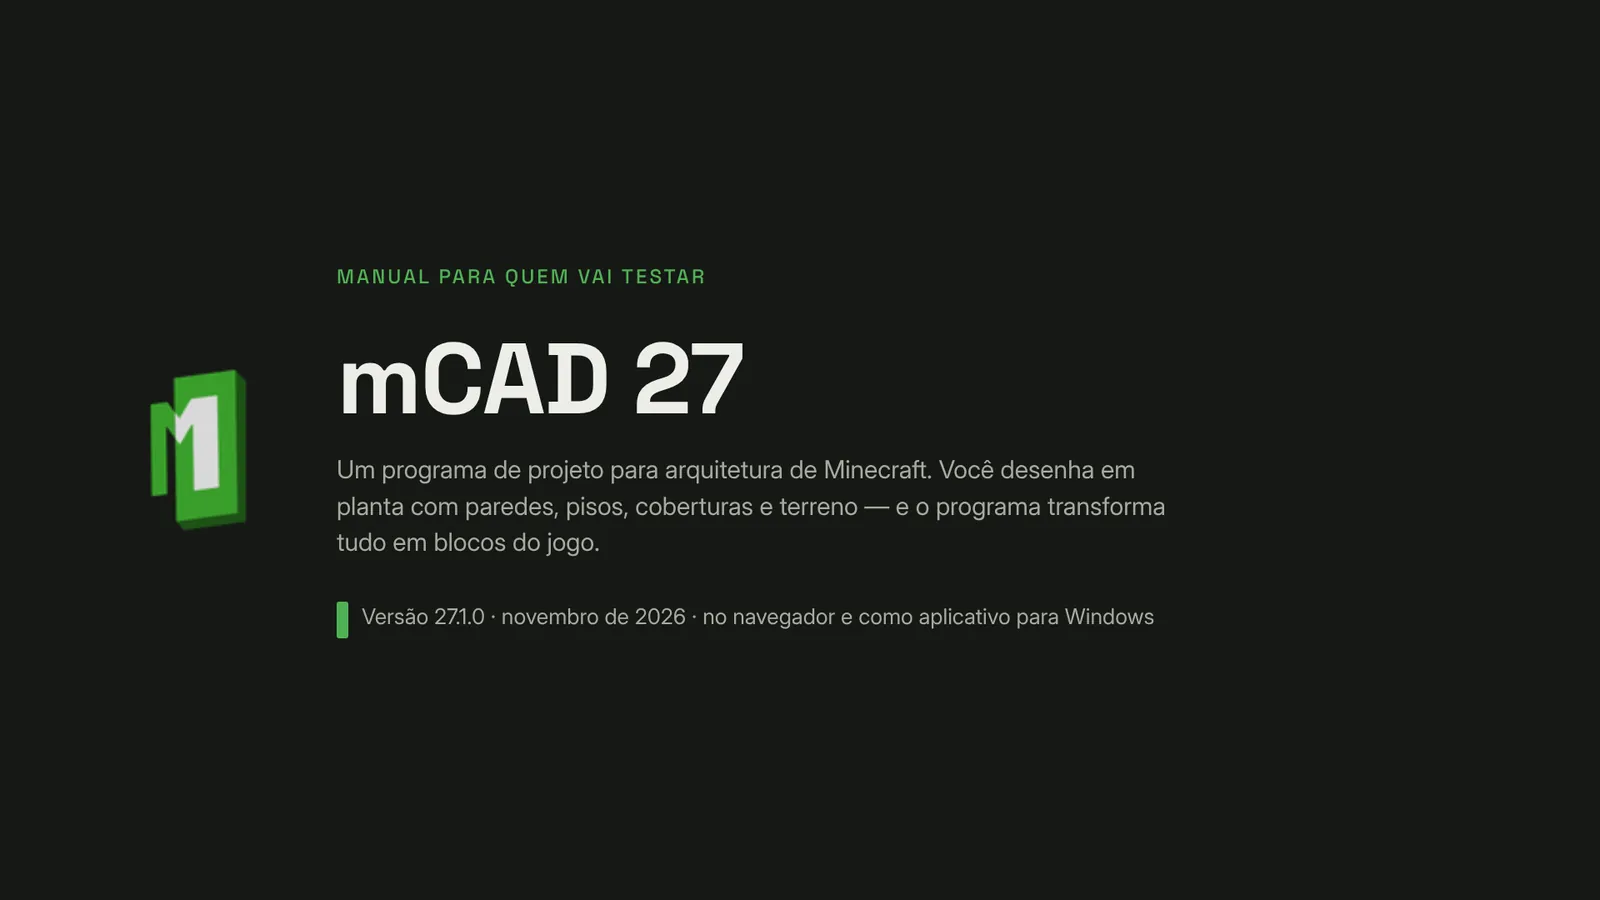 MANUAL PARA QUEM VAI TESTAR
mCAD 27
Um programa de projeto para arquitetura de Minecraft. Você desenha em
planta com paredes, pisos, coberturas e terreno — e o programa transforma
tudo em blocos do jogo.
Versão 27.1.0 · novembro de 2026 · no navegador e como aplicativo para Windows